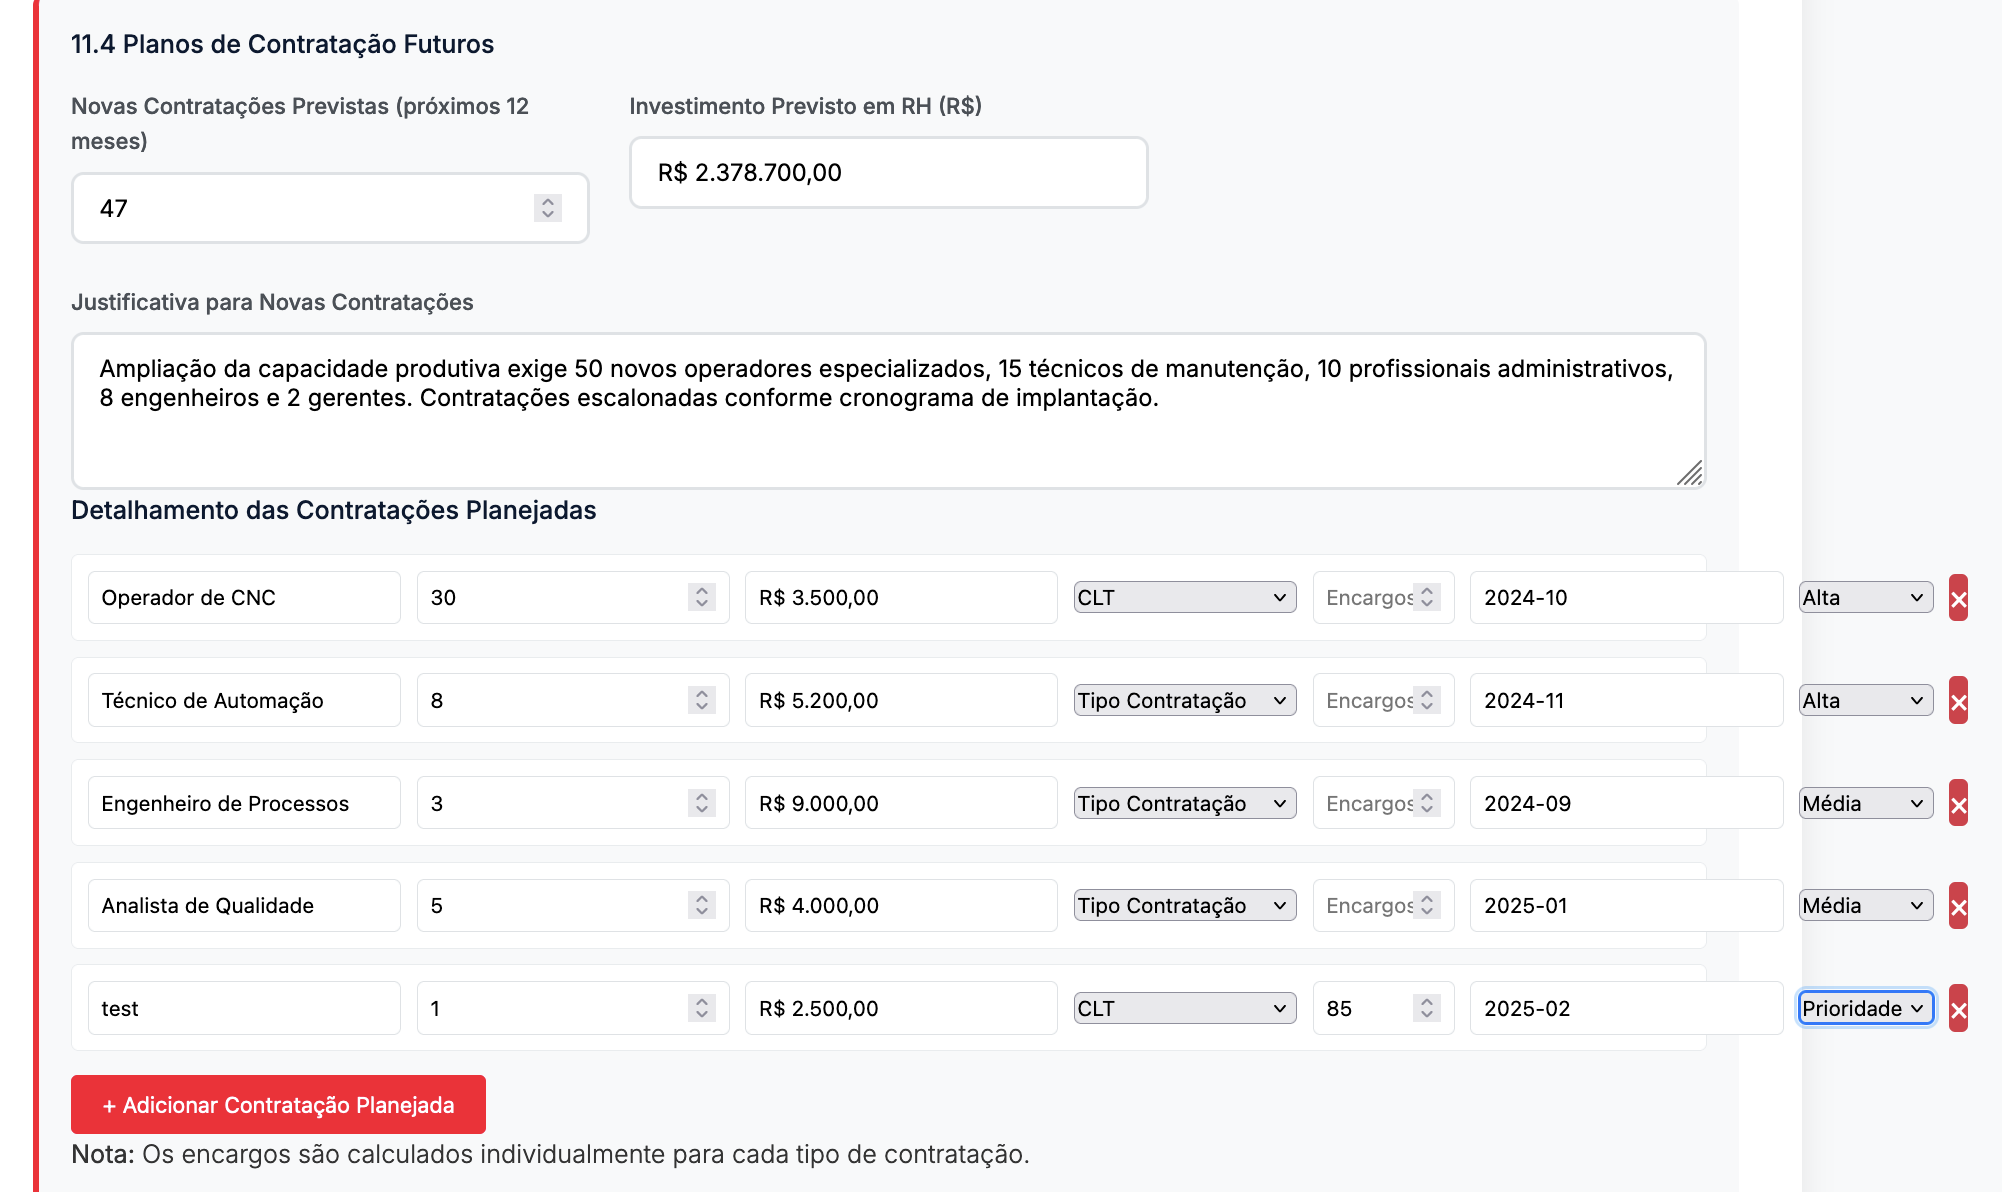 11.4 Planos de Contratação Futuros
Novas Contratações Previstas (próximos 12
meses)
Investimento Previsto em RH (R$)
47
R$ 2.378.700,00
Justificativa para Novas Contratações
Ampliação da capacidade produtiva exige 50 novos operadores especializados, 15 técnicos de manutenção, 10 profissionais administrativos,
8 engenheiros e 2 gerentes. Contratações escalonadas conforme cronograma de implantação.
Detalhamento das Contratações Planejadas
Operador de CNC 30 R$ 3.500,00 CLT Encargos 2024-10 Alta ×
Técnico de Automação 8 R$ 5.200,00 Tipo Contratação Encargos 2024-11 Alta ×
Engenheiro de Processos 3 R$ 9.000,00 Tipo Contratação Encargos 2024-09 Média ×
Analista de Qualidade 5 R$ 4.000,00 Tipo Contratação Encargos 2025-01 Média ×
test 1 R$ 2.500,00 CLT 85 2025-02 Prioridade ×
+ Adicionar Contratação Planejada
Nota: Os encargos são calculados individualmente para cada tipo de contratação.